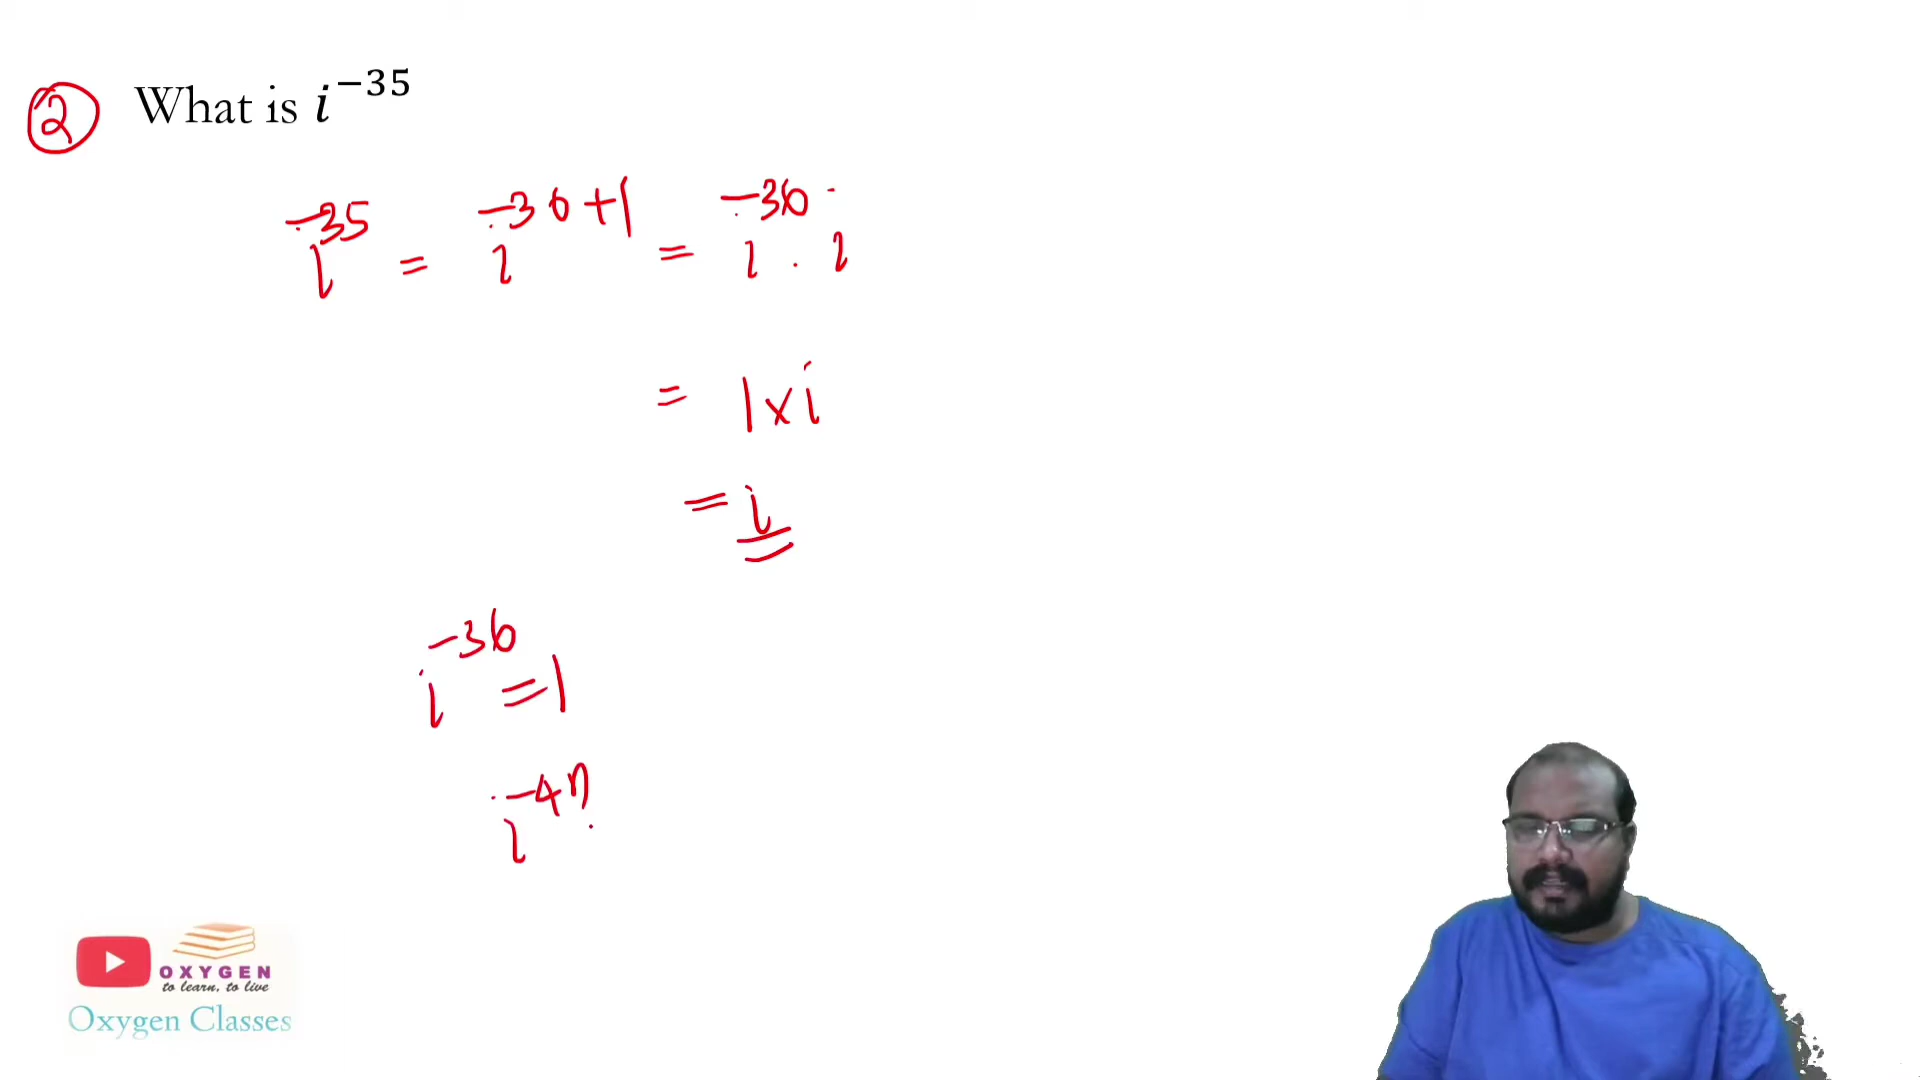 ② What is i⁻³⁵
i⁻³⁵ = i⁻³⁶⁺¹ = i⁻³⁶ . i
= 1 x i
= i
i⁻³⁶ = 1
i⁻⁴ⁿ
OXYGEN
to learn, to live
Oxygen Classes